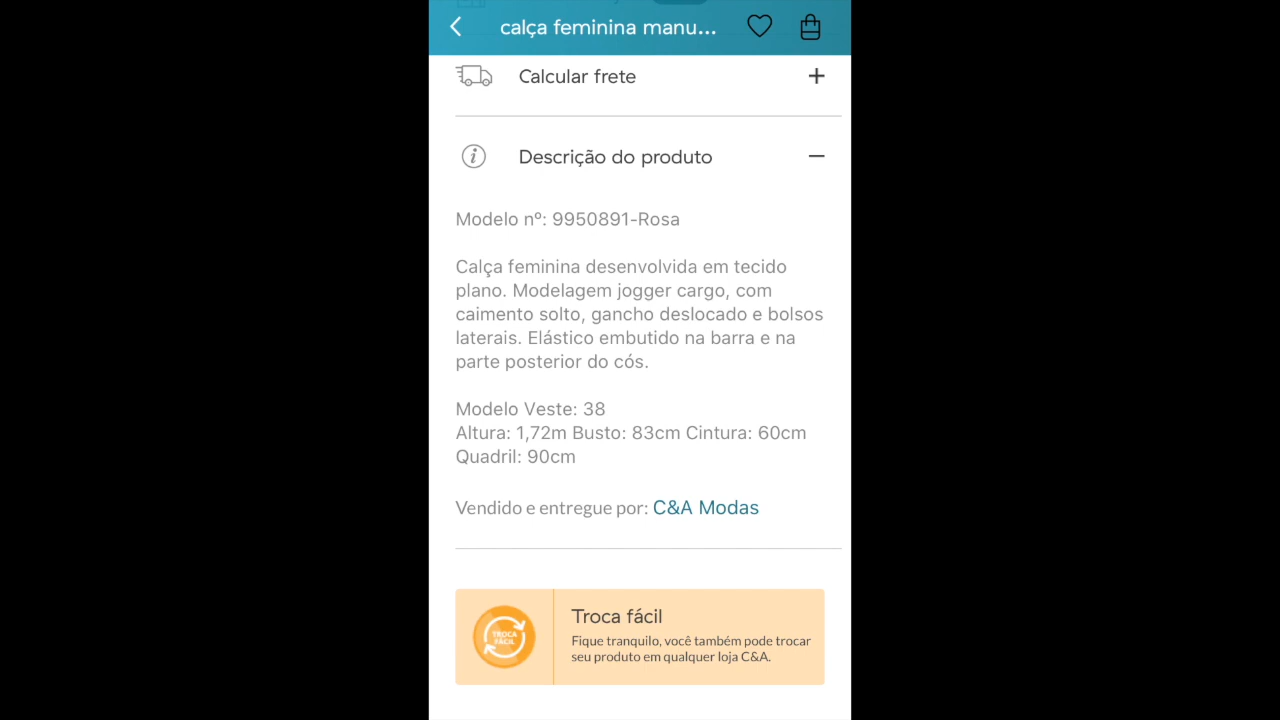 calça feminina manu...
Calcular frete
Descrição do produto
Modelo nº: 9950891-Rosa
Calça feminina desenvolvida em tecido
plano. Modelagem jogger cargo, com
caimento solto, gancho deslocado e bolsos
laterais. Elástico embutido na barra e na
parte posterior do cós.
Modelo Veste: 38
Altura: 1,72m Busto: 83cm Cintura: 60cm
Quadril: 90cm
Vendido e entregue por: C&A Modas
TROCA
FÁCIL
Troca fácil
Fique tranquilo, você também pode trocar
seu produto em qualquer loja C&A.